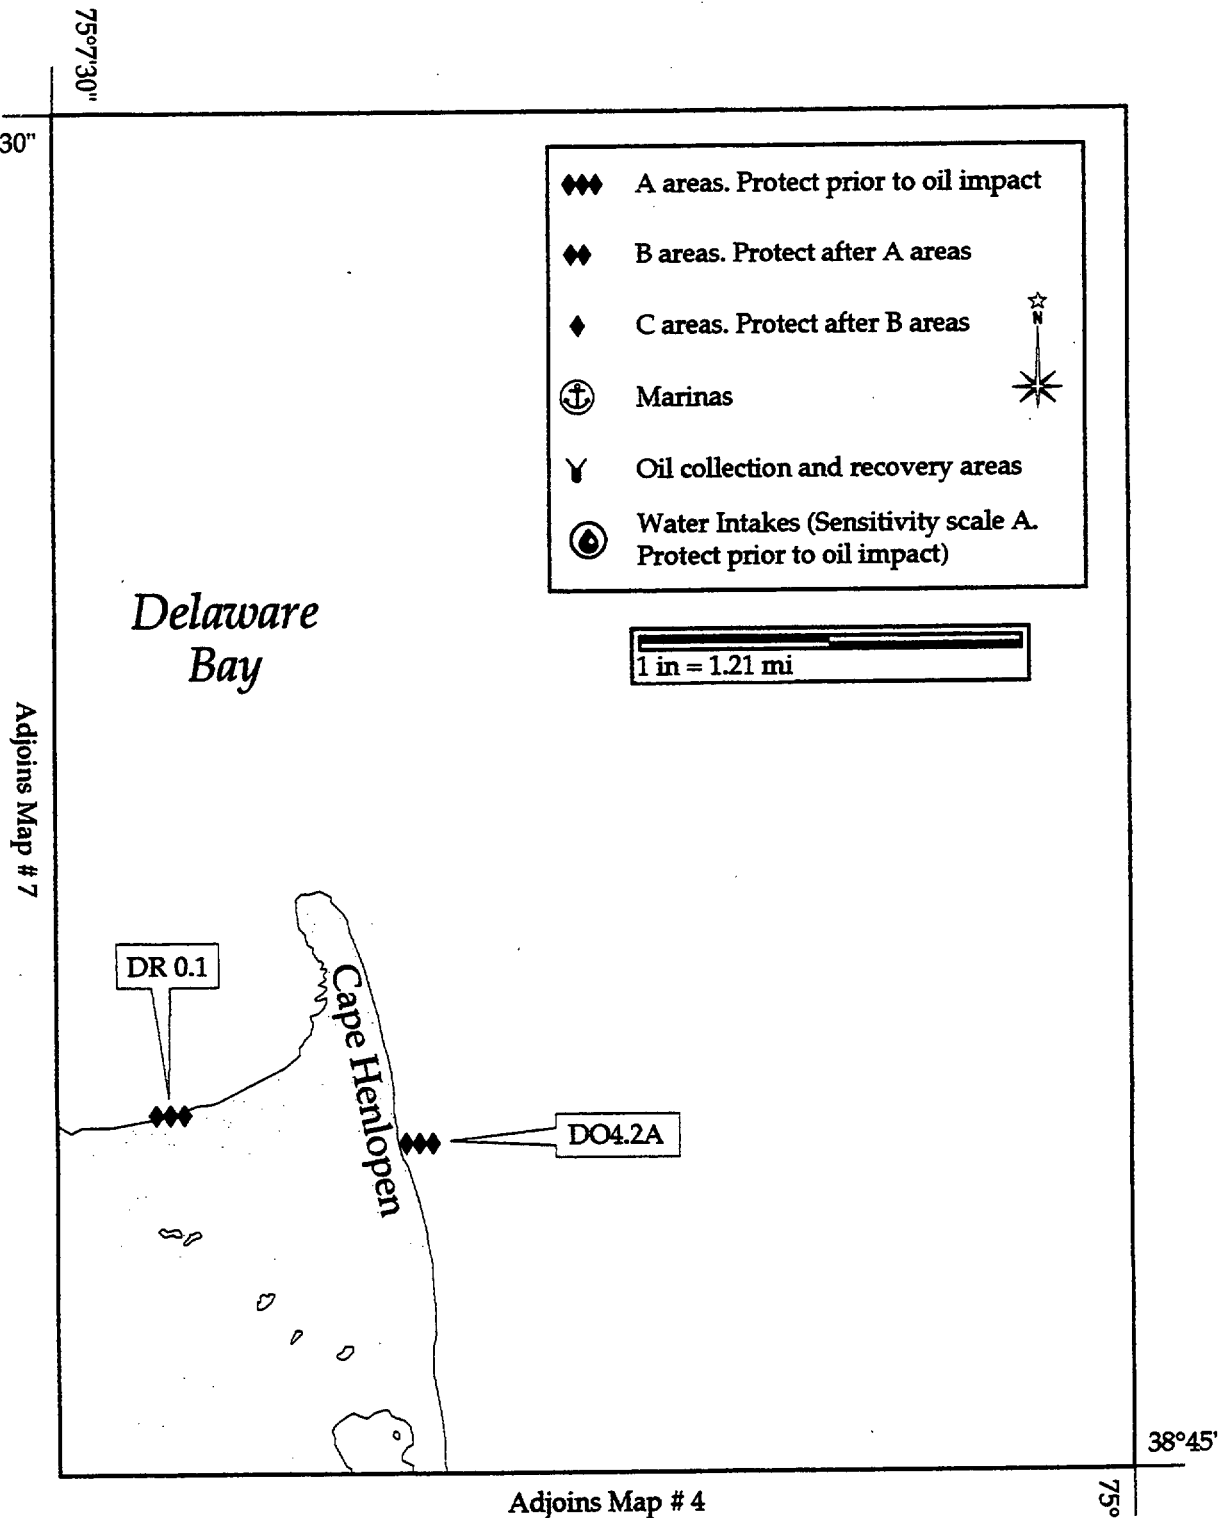 75°7'30"
30"
A areas. Protect prior to oil impact
B areas. Protect after A areas
C areas. Protect after B areas
N
Marinas
Oil collection and recovery areas
Water Intakes (Sensitivity scale A.
Protect prior to oil impact)
Delaware
Bay
1 in = 1.21 mi
Adjoins Map # 7
DR 0.1
Cape Henlopen
DO4.2A
38°45'
75°
Adjoins Map # 4